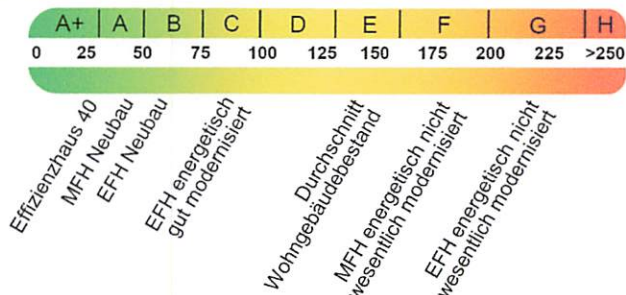 A+ A B C D E F G H
0 25 50 75 100 125 150 175 200 225 >250
Effizienzhaus 40
MFH Neubau
EFH Neubau
EFH energetisch
gut modernisiert
Durchschnitt
Wohngebäudebestand
MFH energetisch nicht
wesentlich modernisiert
EFH energetisch nicht
wesentlich modernisiert